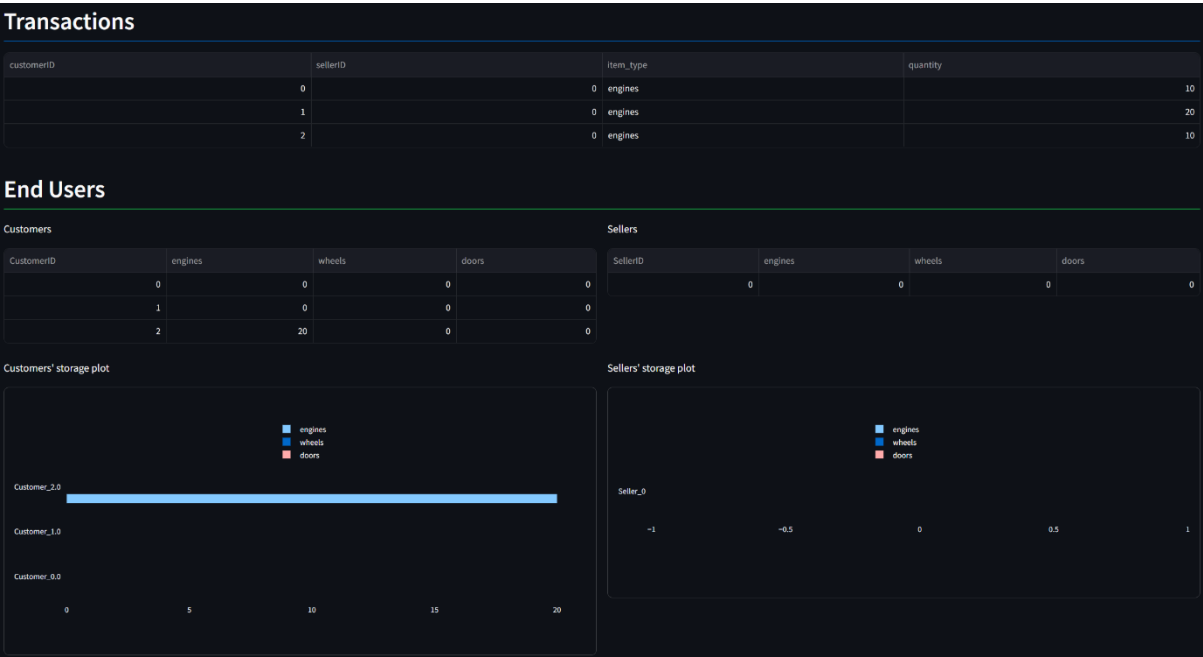 Transactions
customerID sellerID item_type quantity
0 0 engines 10
1 0 engines 20
2 0 engines 10
End Users
Customers
CustomerID engines wheels doors
0 0 0 0
1 0 0 0
2 20 0 0
Sellers
SellerID engines wheels doors
0 0 0 0
Customers' storage plot
engines
wheels
doors
Customer_2.0
Customer_1.0
Customer_0.0
0 5 10 15 20
Sellers' storage plot
engines
wheels
doors
Seller_0
−1 −0.5 0 0.5 1